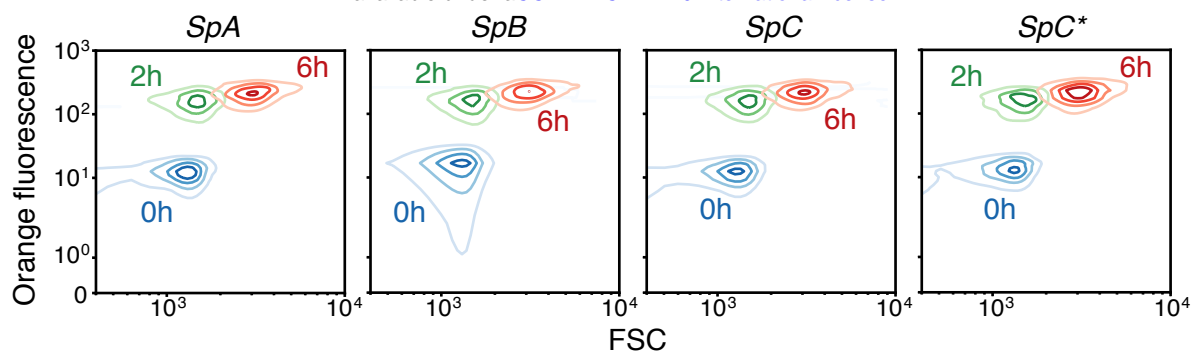 SpA SpB SpC SpC*
10³ 2h 6h 2h 2h 6h 2h 6h
10² 6h
10¹
0h 0h 0h 0h
10⁰
0
10³ 10⁴ 10³ 10⁴ 10³ 10⁴ 10³ 10⁴
Orange fluorescence
FSC